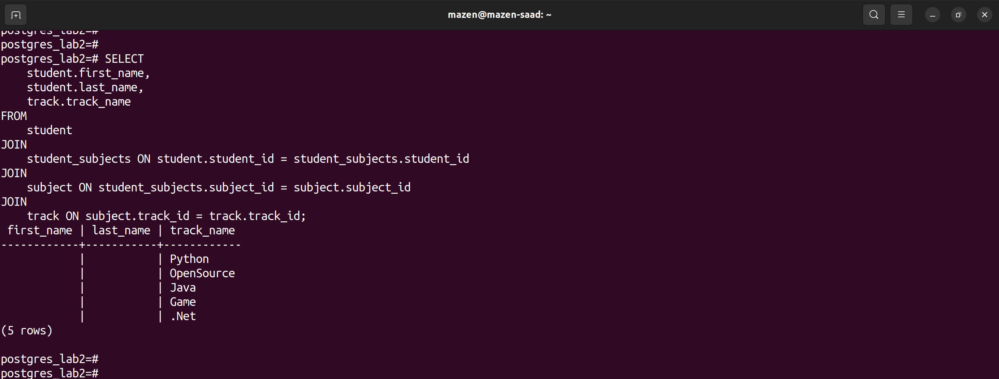 mazen@mazen-saad: ~
postgres_lab2=#
postgres_lab2=#
postgres_lab2=# SELECT
    student.first_name,
    student.last_name,
    track.track_name
FROM
    student
JOIN
    student_subjects ON student.student_id = student_subjects.student_id
JOIN
    subject ON student_subjects.subject_id = subject.subject_id
JOIN
    track ON subject.track_id = track.track_id;
 first_name | last_name | track_name
------------+-----------+------------
            |           | Python
            |           | OpenSource
            |           | Java
            |           | Game
            |           | .Net
(5 rows)
postgres_lab2=#
postgres_lab2=#